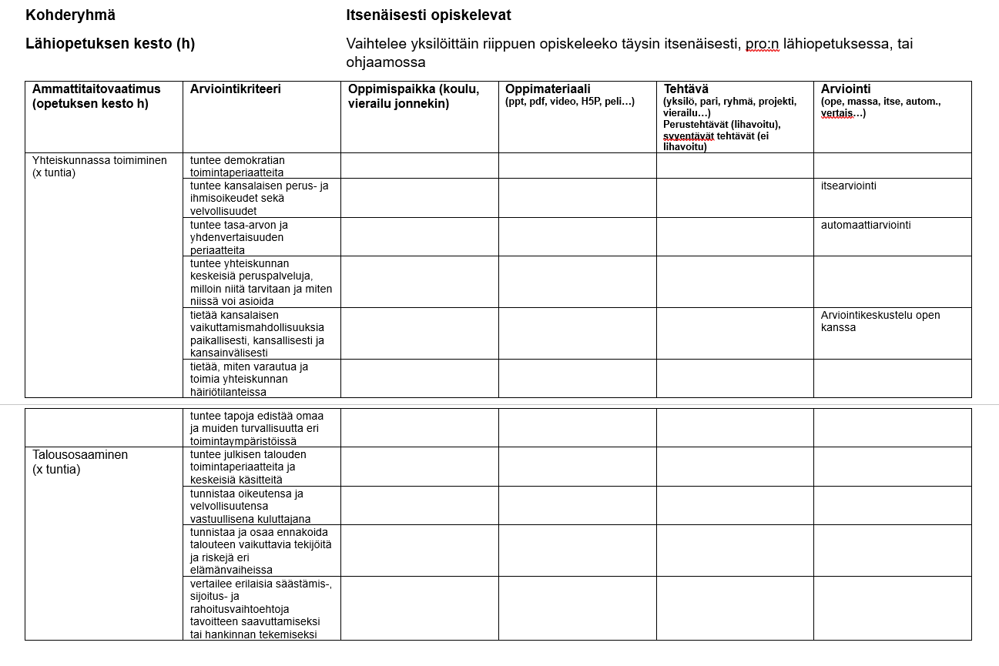 Kohderyhmä
Itsenäisesti opiskelevat
Lähiopetuksen kesto (h)
Vaihtelee yksilöittäin riippuen opiskeleeko täysin itsenäisesti, pro:n lähiopetuksessa, tai
ohjaamossa
Ammattitaitovaatimus
(opetuksen kesto h)
Arviointikriteeri
Oppimispaikka (koulu,
vierailu jonnekin)
Oppimateriaali
(ppt, pdf, video, H5P, peli…)
Tehtävä
(yksilö, pari, ryhmä, projekti,
vierailu…)
Perustehtävät (lihavoitu),
syventävät tehtävät (ei
lihavoitu)
Arviointi
(ope, massa, itse, autom.,
vertais…)
Yhteiskunnassa toimiminen
(x tuntia)
tuntee demokratian
toimintaperiaatteita
tuntee kansalaisen perus- ja
ihmisoikeudet sekä
velvollisuudet
itsearviointi
tuntee tasa-arvon ja
yhdenvertaisuuden
periaatteita
automaattiarviointi
tuntee yhteiskunnan
keskeisiä peruspalveluja,
milloin niitä tarvitaan ja miten
niissä voi asioida
tietää kansalaisen
vaikuttamismahdollisuuksia
paikallisesti, kansallisesti ja
kansainvälisesti
Arviointikeskustelu open
kanssa
tietää, miten varautua ja
toimia yhteiskunnan
häiriötilanteissa
tuntee tapoja edistää omaa
ja muiden turvallisuutta eri
toimintaympäristöissä
Talousosaaminen
(x tuntia)
tuntee julkisen talouden
toimintaperiaatteita ja
keskeisiä käsitteitä
tunnistaa oikeutensa ja
velvollisuutensa
vastuullisena kuluttajana
tunnistaa ja osaa ennakoida
talouteen vaikuttavia tekijöitä
ja riskejä eri
elämänvaiheissa
vertailee erilaisia säästämis-,
sijoitus- ja
rahoitusvaihtoehtoja
tavoitteen saavuttamiseksi
tai hankinnan tekemiseksi